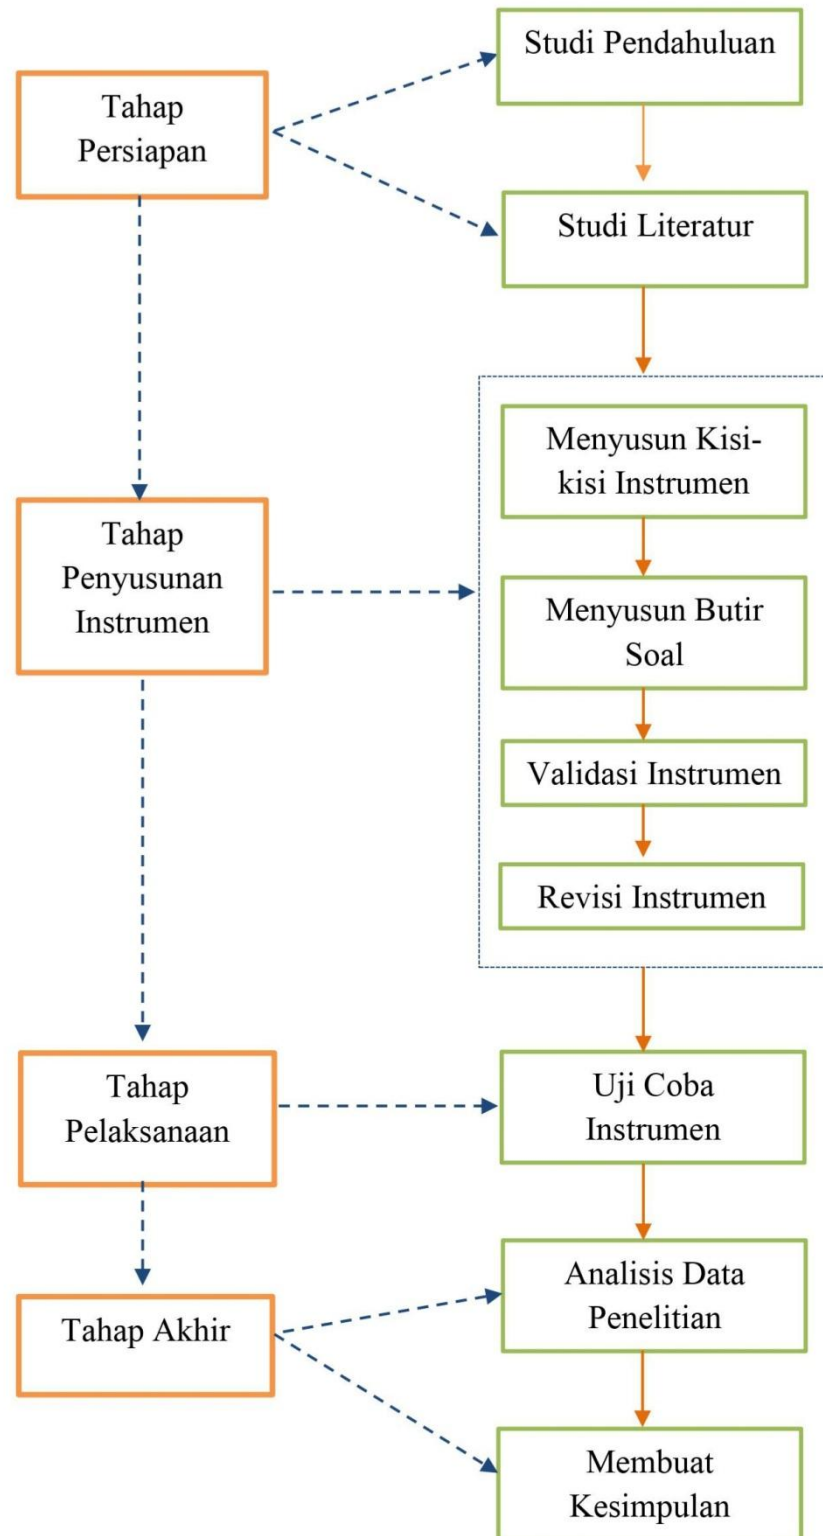 Studi Pendahuluan
Tahap
Persiapan
Studi Literatur
Menyusun Kisi-
kisi Instrumen
Tahap
Penyusunan
Instrumen
Menyusun Butir
Soal
Validasi Instrumen
Revisi Instrumen
Tahap
Pelaksanaan
Uji Coba
Instrumen
Analisis Data
Penelitian
Tahap Akhir
Membuat
Kesimpulan